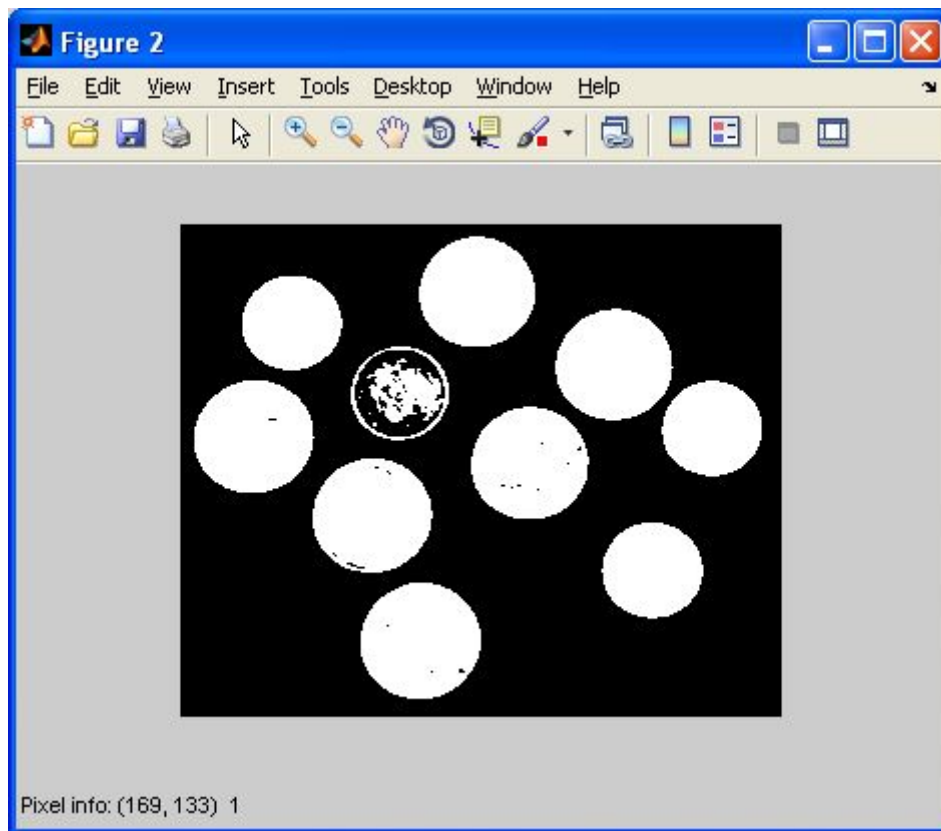 Figure 2
File Edit View Insert Tools Desktop Window Help
Pixel info: (169, 133) 1